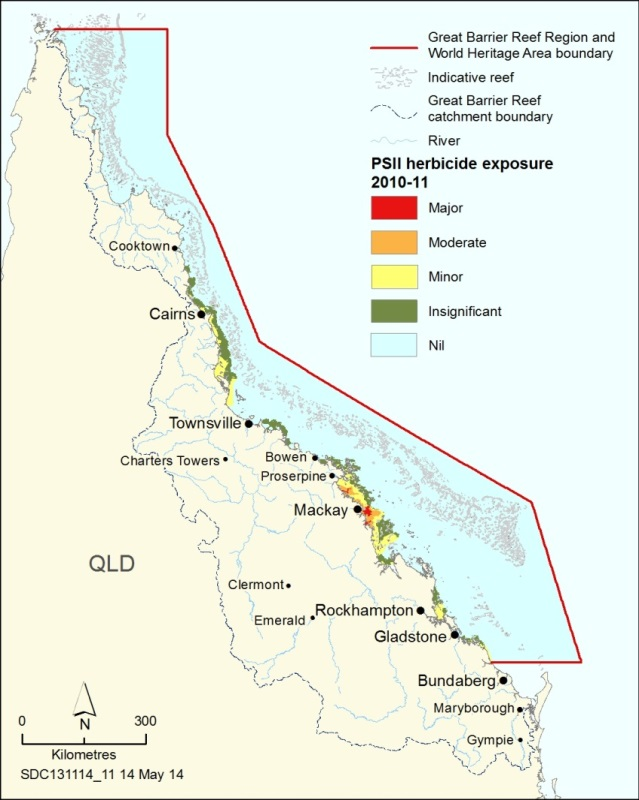 Great Barrier Reef Region and
World Heritage Area boundary
Indicative reef
Great Barrier Reef
catchment boundary
River
PSII herbicide exposure
2010-11
Major
Moderate
Minor
Insignificant
Nil
Cooktown
Cairns
Townsville
Charters Towers
Bowen
Proserpine
Mackay
QLD
Clermont
Emerald
Rockhampton
Gladstone
Bundaberg
Maryborough
Gympie
N
0 300
Kilometres
SDC131114_11 14 May 14